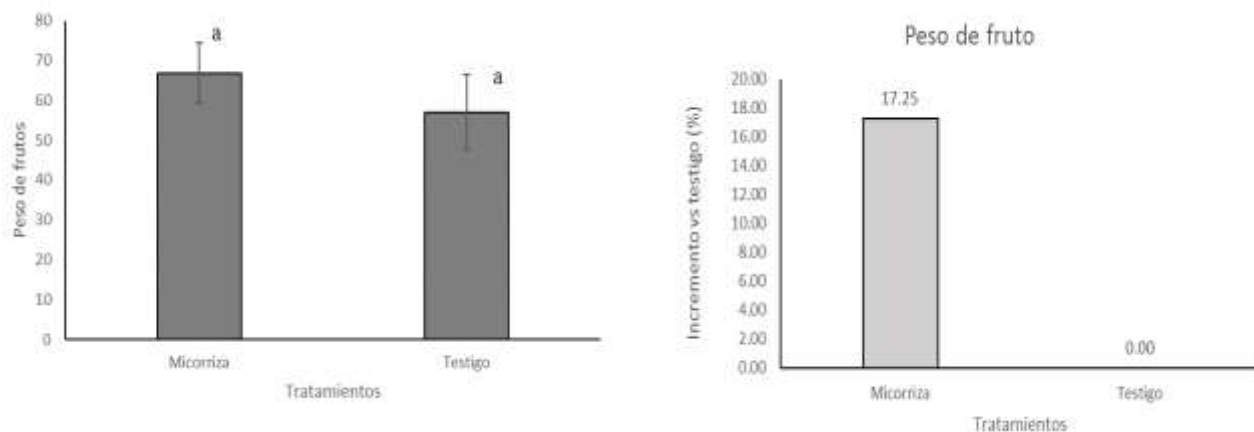 80
70
60
50
40
30
20
10
0
Peso de frutos
a
a
Micorriza
Testigo
Tratamientos
Peso de fruto
20.00
18.00
16.00
14.00
12.00
10.00
8.00
6.00
4.00
2.00
0.00
Incremento vs testigo (%)
17.25
0.00
Micorriza
Testigo
Tratamientos